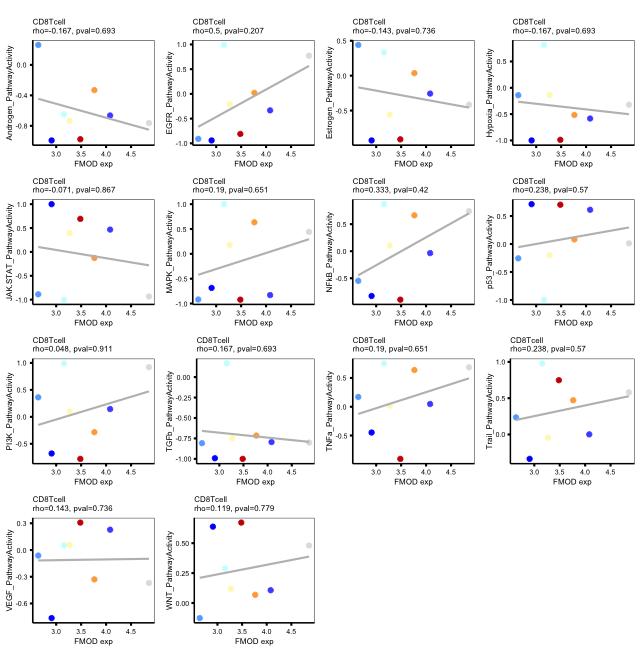 CD8Tcell
rho=-0.167, pval=0.693
Androgen_PathwayActivity
0.0
-0.4
-0.8
3.0 3.5 4.0 4.5
FMOD exp
CD8Tcell
rho=0.5, pval=0.207
EGFR_PathwayActivity
1.0
0.5
0.0
-0.5
-1.0
3.0 3.5 4.0 4.5
FMOD exp
CD8Tcell
rho=-0.143, pval=0.736
Estrogen_PathwayActivity
0.5
0.0
-0.5
3.0 3.5 4.0 4.5
FMOD exp
CD8Tcell
rho=-0.167, pval=0.693
Hypoxia_PathwayActivity
0.5
0.0
-0.5
-1.0
3.0 3.5 4.0 4.5
FMOD exp
CD8Tcell
rho=-0.071, pval=0.867
JAK-STAT_PathwayActivity
1.0
0.5
0.0
-0.5
-1.0
3.0 3.5 4.0 4.5
FMOD exp
CD8Tcell
rho=0.19, pval=0.651
MAPK_PathwayActivity
1.0
0.5
0.0
-0.5
-1.0
3.0 3.5 4.0 4.5
FMOD exp
CD8Tcell
rho=0.333, pval=0.42
NFkB_PathwayActivity
0.5
0.0
-0.5
3.0 3.5 4.0 4.5
FMOD exp
CD8Tcell
rho=0.238, pval=0.57
p53_PathwayActivity
0.5
0.0
-0.5
-1.0
3.0 3.5 4.0 4.5
FMOD exp
CD8Tcell
rho=0.048, pval=0.911
PI3K_PathwayActivity
1.0
0.5
0.0
-0.5
3.0 3.5 4.0 4.5
FMOD exp
CD8Tcell
rho=0.167, pval=0.693
TGFb_PathwayActivity
0.00
-0.25
-0.50
-0.75
-1.00
3.0 3.5 4.0 4.5
FMOD exp
CD8Tcell
rho=0.19, pval=0.651
TNFa_PathwayActivity
0.5
0.0
-0.5
3.0 3.5 4.0 4.5
FMOD exp
CD8Tcell
rho=0.238, pval=0.57
Trail_PathwayActivity
1.0
0.5
0.0
3.0 3.5 4.0 4.5
FMOD exp
CD8Tcell
rho=0.143, pval=0.736
VEGF_PathwayActivity
0.3
0.0
-0.3
-0.6
3.0 3.5 4.0 4.5
FMOD exp
CD8Tcell
rho=0.119, pval=0.779
WNT_PathwayActivity
0.50
0.25
0.00
3.0 3.5 4.0 4.5
FMOD exp